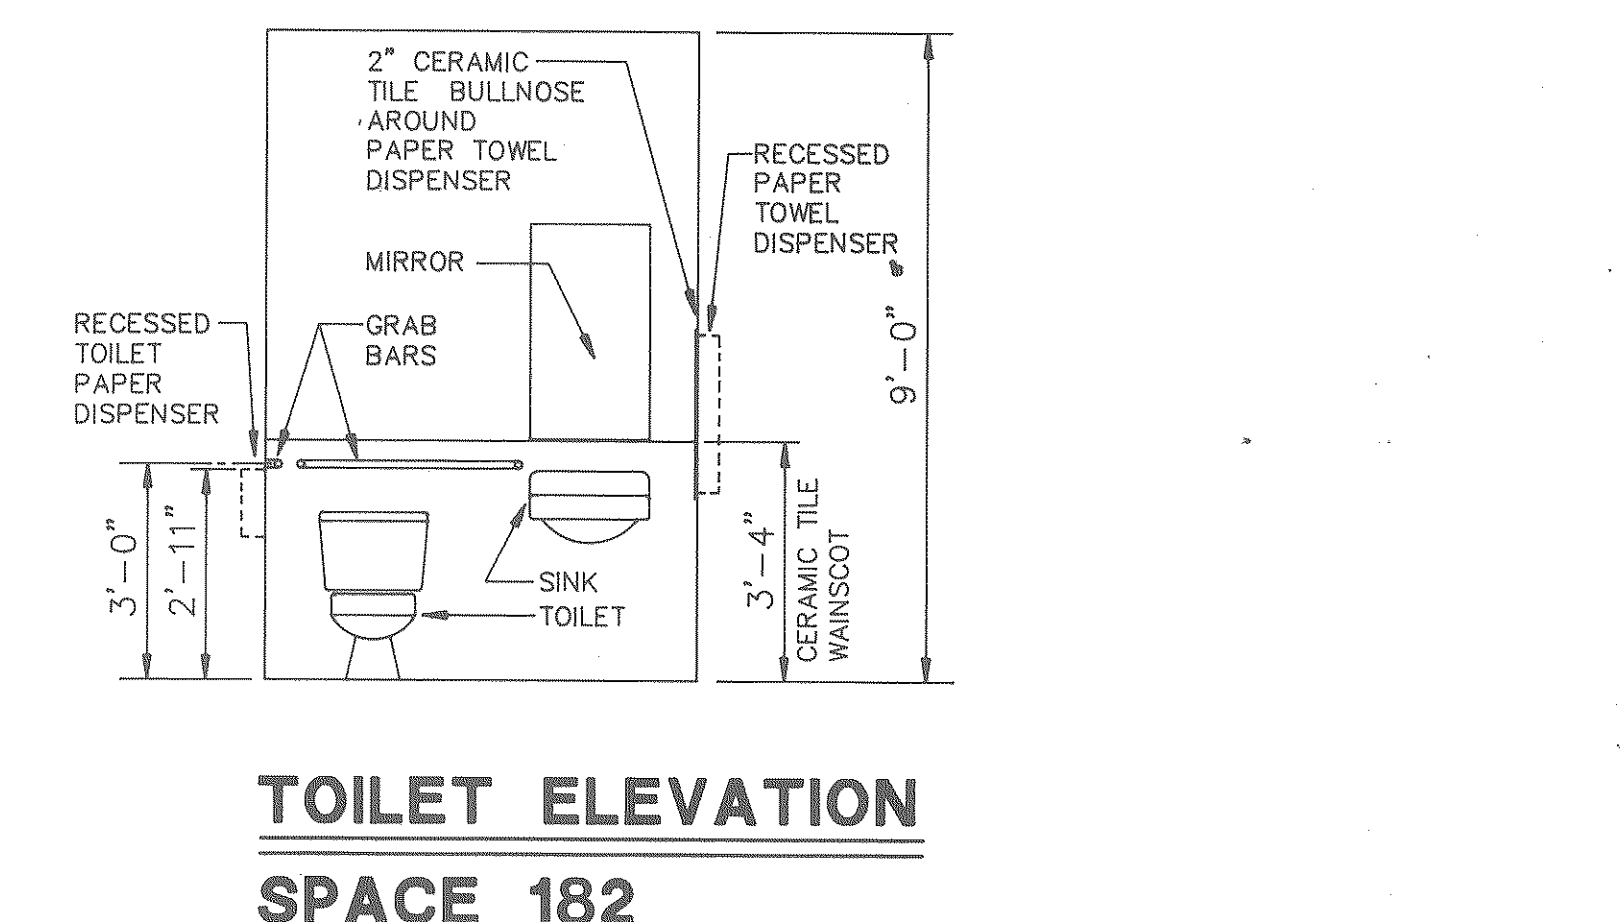 2" CERAMIC
TILE BULLNOSE
AROUND
PAPER TOWEL
DISPENSER
RECESSED
PAPER
TOWEL
DISPENSER
MIRROR
RECESSED
TOILET
PAPER
DISPENSER
GRAB
BARS
9'-0"
3'-0"
2'-11"
3'-4"
CERAMIC TILE
WAINSCOT
SINK
TOILET
TOILET ELEVATION
SPACE 182